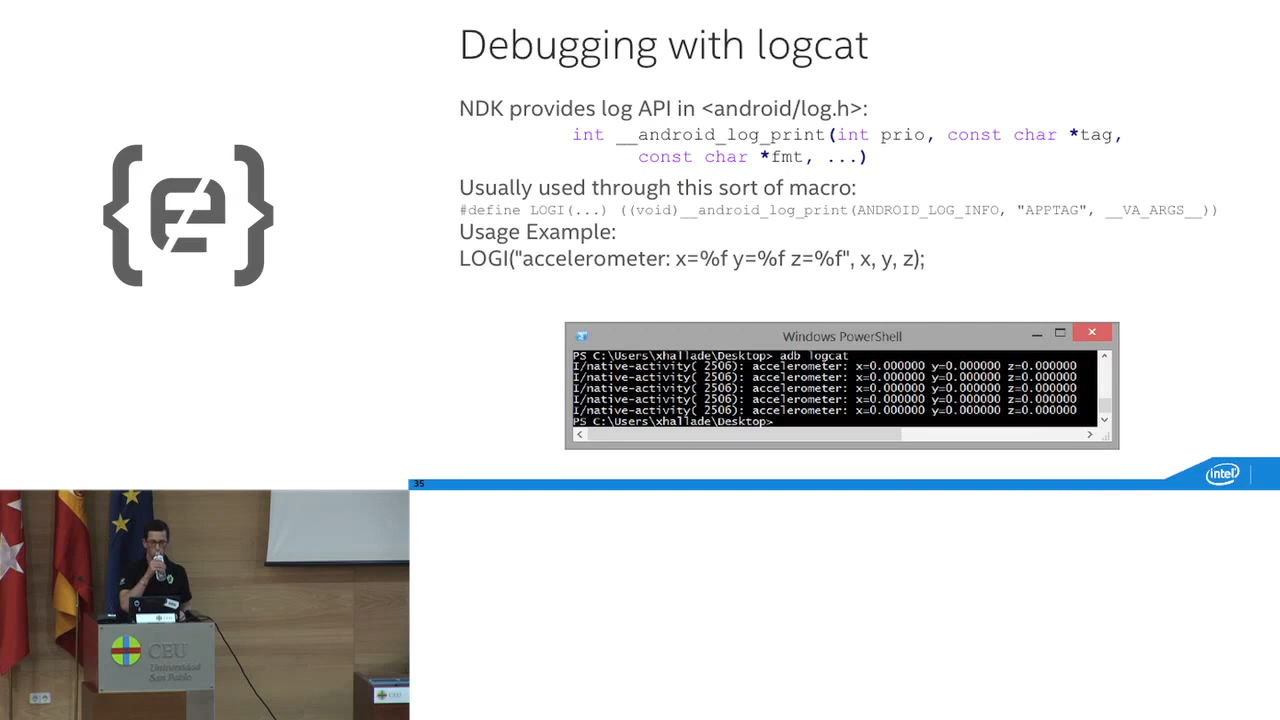 Debugging with logcat
NDK provides log API in <android/log.h>:
int __android_log_print(int prio, const char *tag,
const char *fmt, ...)
Usually used through this sort of macro:
#define LOGI(...) ((void)__android_log_print(ANDROID_LOG_INFO, "APPTAG", __VA_ARGS__))
Usage Example:
LOGI("accelerometer: x=%f y=%f z=%f", x, y, z);
Windows PowerShell
PS C:\Users\xhallade\Desktop> adb logcat
I/native-activity( 2506): accelerometer: x=0.000000 y=0.000000 z=0.000000
I/native-activity( 2506): accelerometer: x=0.000000 y=0.000000 z=0.000000
I/native-activity( 2506): accelerometer: x=0.000000 y=0.000000 z=0.000000
I/native-activity( 2506): accelerometer: x=0.000000 y=0.000000 z=0.000000
I/native-activity( 2506): accelerometer: x=0.000000 y=0.000000 z=0.000000
PS C:\Users\xhallade\Desktop>
35
intel
CEU
Universidad
San Pablo
CEU